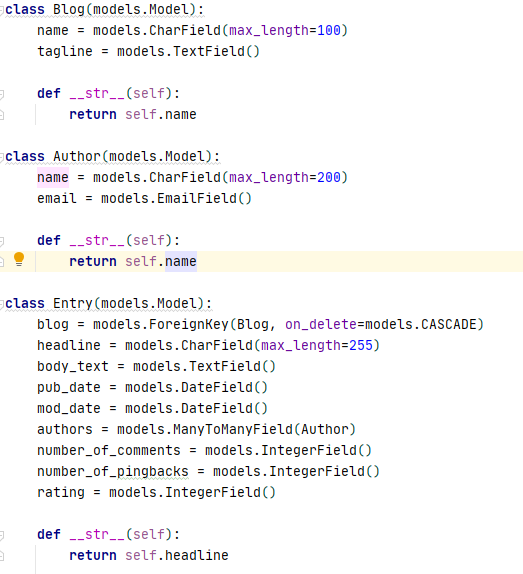 class Blog(models.Model):
    name = models.CharField(max_length=100)
    tagline = models.TextField()

    def __str__(self):
        return self.name

class Author(models.Model):
    name = models.CharField(max_length=200)
    email = models.EmailField()

    def __str__(self):
        return self.name

class Entry(models.Model):
    blog = models.ForeignKey(Blog, on_delete=models.CASCADE)
    headline = models.CharField(max_length=255)
    body_text = models.TextField()
    pub_date = models.DateField()
    mod_date = models.DateField()
    authors = models.ManyToManyField(Author)
    number_of_comments = models.IntegerField()
    number_of_pingbacks = models.IntegerField()
    rating = models.IntegerField()

    def __str__(self):
        return self.headline